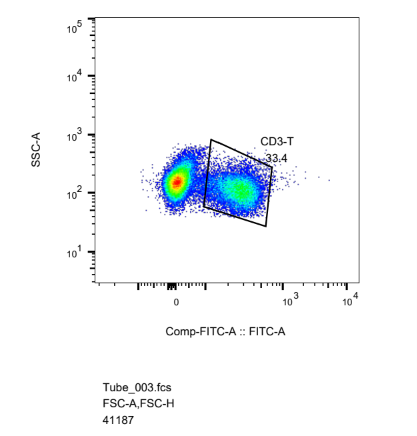 10^5
10^4
10^3
10^2
10^1
SSC-A
CD3-T
33.4
0
10^3
10^4
Comp-FITC-A :: FITC-A
Tube_003.fcs
FSC-A,FSC-H
41187